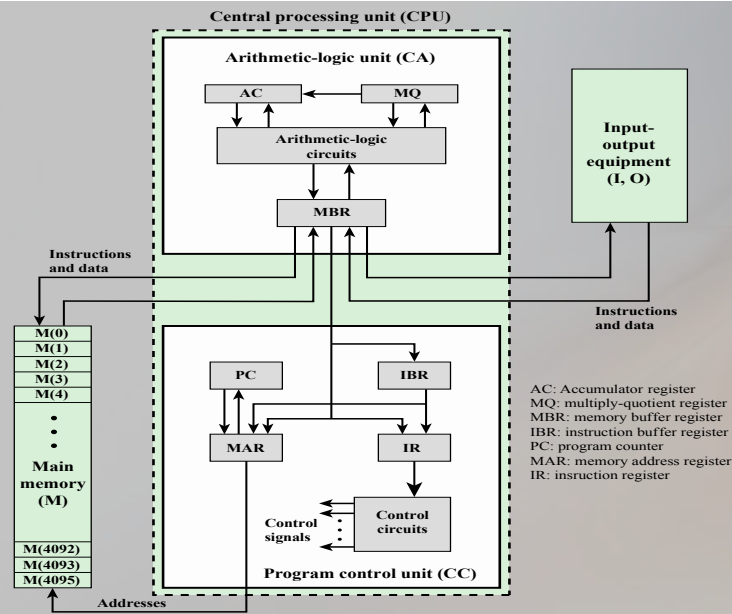 Central processing unit (CPU)
Arithmetic-logic unit (CA)
AC
MQ
Arithmetic-logic
circuits
MBR
Input-
output
equipment
(I, O)
Instructions
and data
Instructions
and data
M(0)
M(1)
M(2)
M(3)
M(4)
Main
memory
(M)
M(4092)
M(4093)
M(4095)
PC
IBR
MAR
IR
Control
signals
Control
circuits
Program control unit (CC)
Addresses
AC: Accumulator register
MQ: multiply-quotient register
MBR: memory buffer register
IBR: instruction buffer register
PC: program counter
MAR: memory address register
IR: insruction register